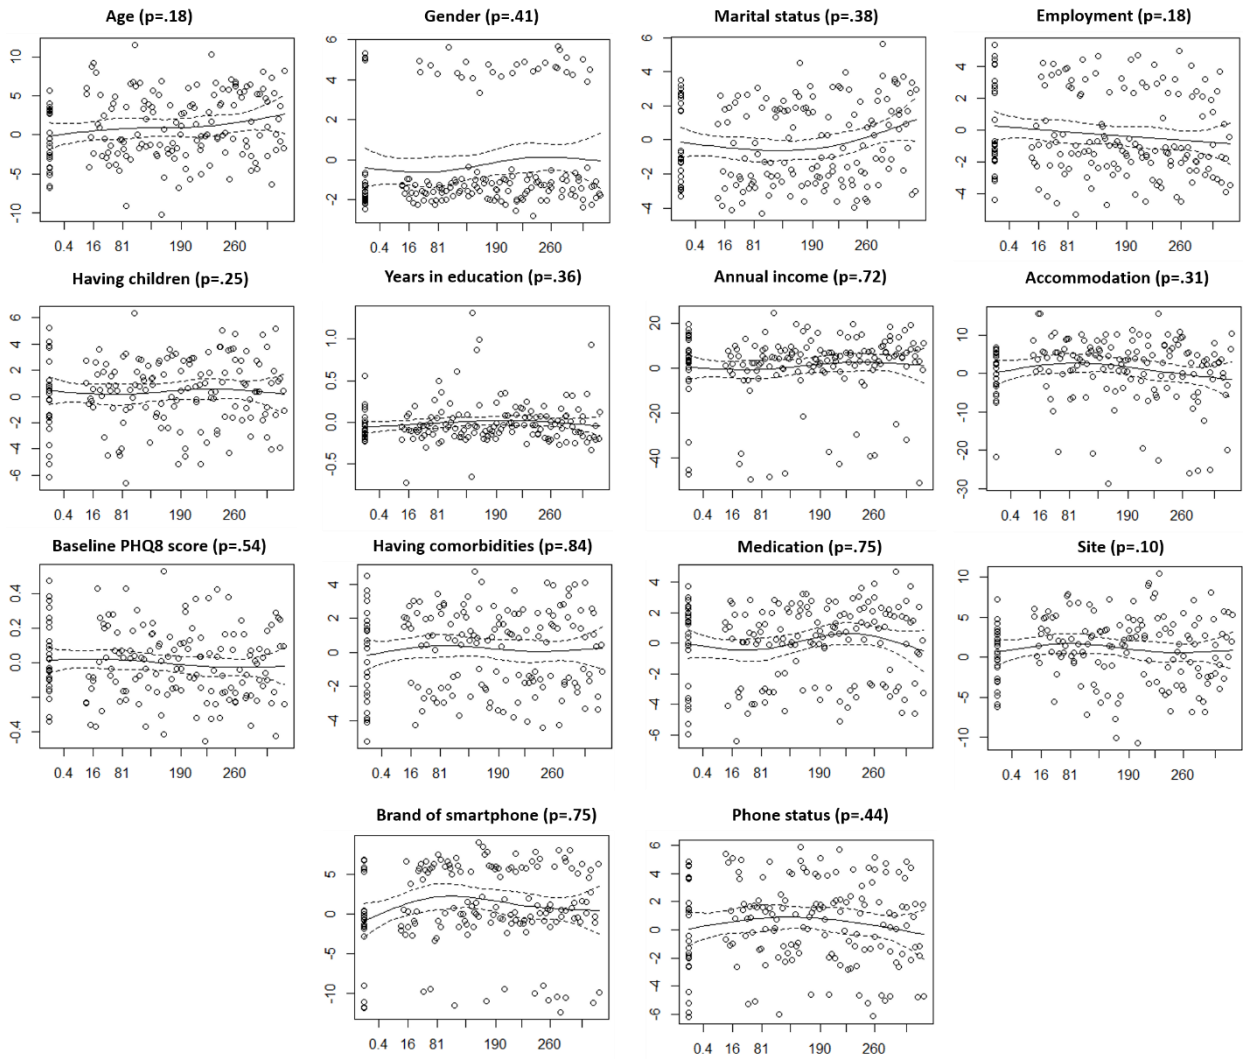 Age (p=.18) Gender (p=.41) Marital status (p=.38) Employment (p=.18)
10 5 0 -5 -10
6 4 2 0 -2
6 4 2 0 -2 -4
4 2 0 -2 -4
0.4 16 81 190 260 0.4 16 81 190 260 0.4 16 81 190 260 0.4 16 81 190 260
Having children (p=.25) Years in education (p=.36) Annual income (p=.72) Accommodation (p=.31)
6 4 2 0 -2 -4 -6
1.0 0.5 0.0 -0.5
20 0 -20 -40
10 0 -10 -20 -30
0.4 16 81 190 260 0.4 16 81 190 260 0.4 16 81 190 260 0.4 16 81 190 260
Baseline PHQ8 score (p=.54) Having comorbidities (p=.84) Medication (p=.75) Site (p=.10)
0.4 0.2 0.0 -0.4
4 2 0 -2 -4
4 2 0 -2 -4 -6
10 5 0 -5 -10
0.4 16 81 190 260 0.4 16 81 190 260 0.4 16 81 190 260 0.4 16 81 190 260
Brand of smartphone (p=.75) Phone status (p=.44)
5 0 -5 -10
6 4 2 0 -2 -4 -6
0.4 16 81 190 260 0.4 16 81 190 260